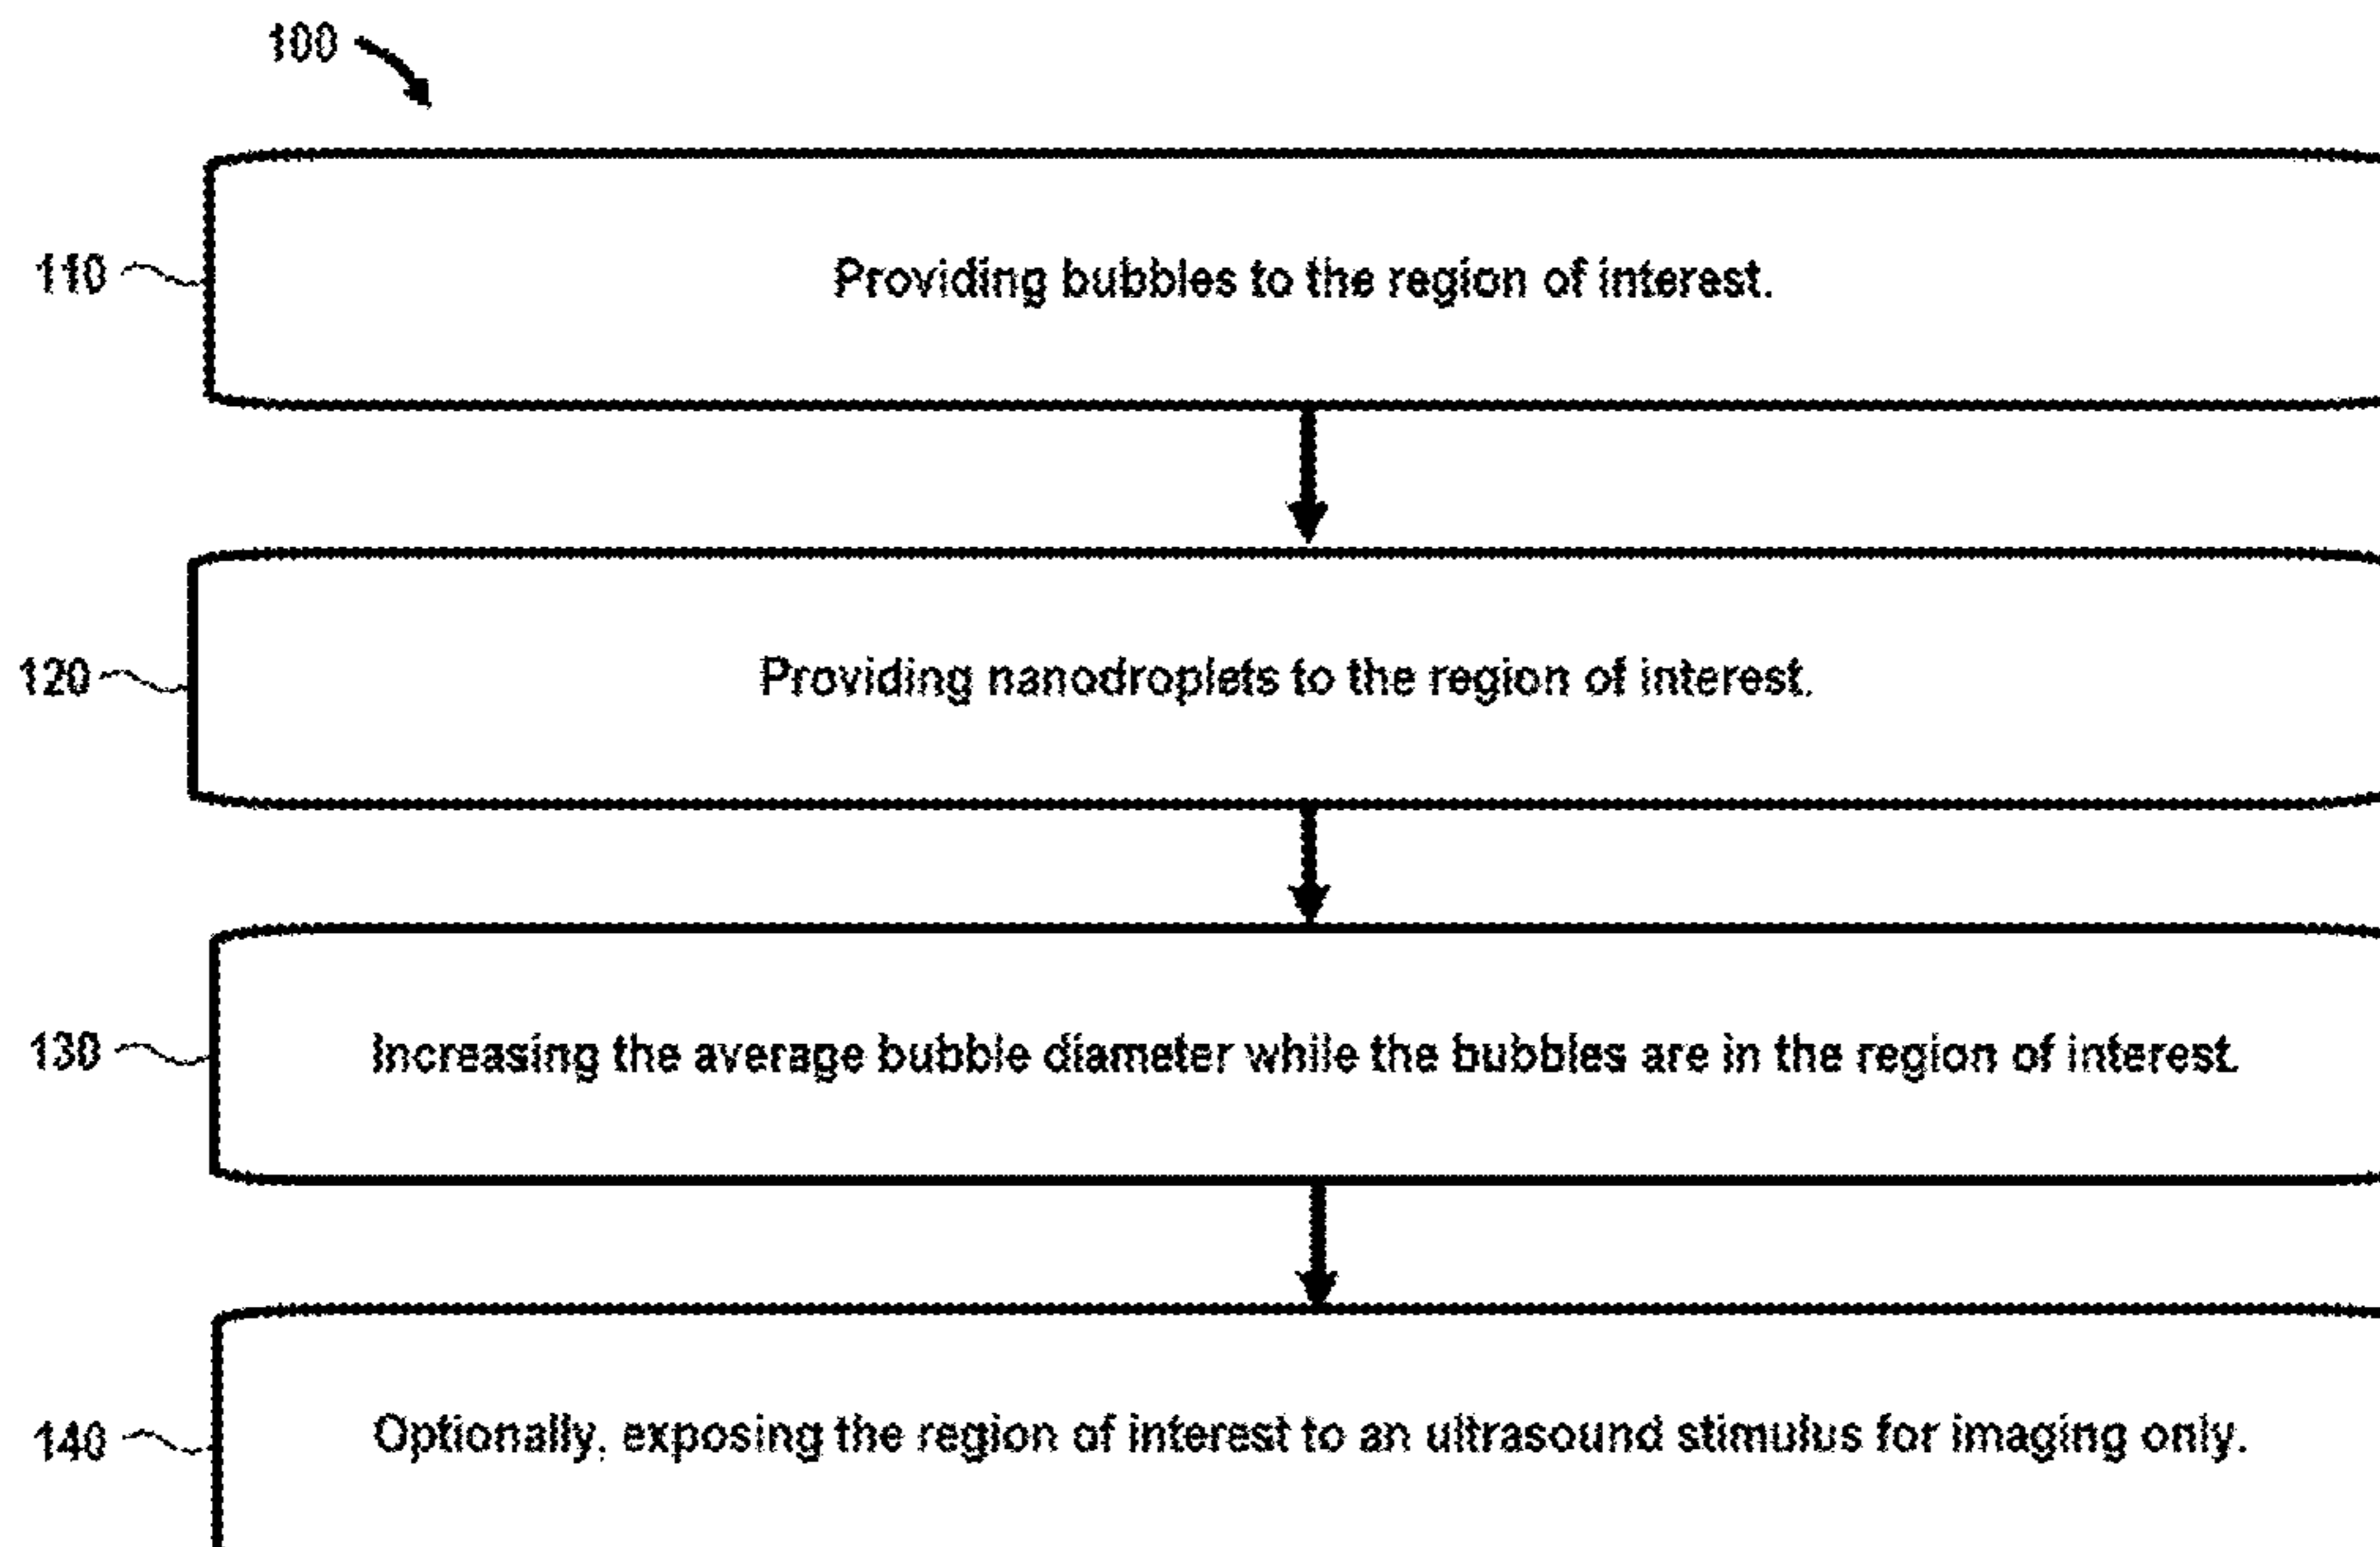 100
110 Providing bubbles to the region of interest.
120 Providing nanodroplets to the region of interest.
130 Increasing the average bubble diameter while the bubbles are in the region of interest.
140 Optionally, exposing the region of interest to an ultrasound stimulus for imaging only.